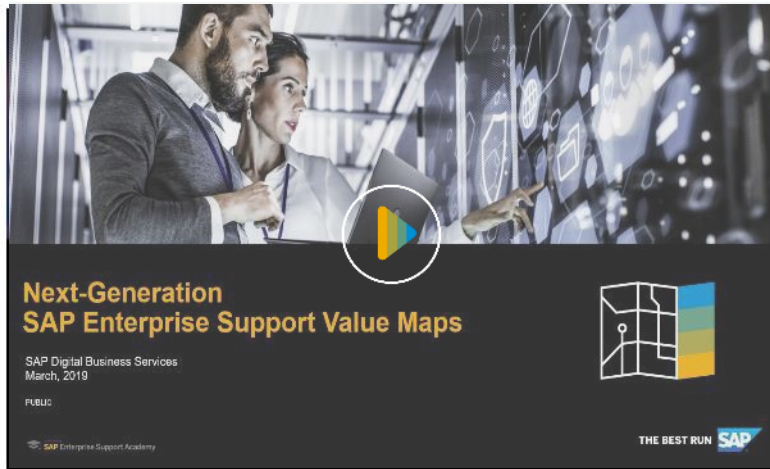 Next-Generation
SAP Enterprise Support Value Maps
SAP Digital Business Services
March, 2019
PUBLIC
SAP Enterprise Support Academy
THE BEST RUN SAP